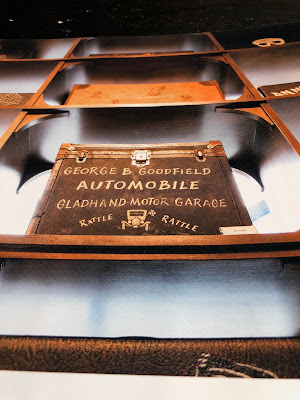 GEORGE B GOODFIELD
AUTOMOBILE
GLADHAND MOTOR GARAGE
RATTLE RATTLE